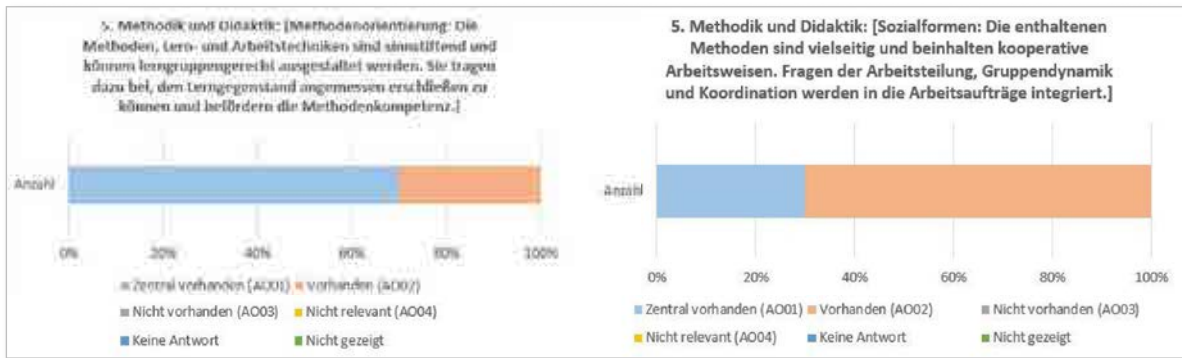 5. Methodik und Didaktik: [Methodenorientierung: Die
Methoden, Lern- und Arbeitstechniken sind sinnstiftend und
können lerngruppengerecht ausgestaltet werden. Sie tragen
dazu bei, den Lerngegenstand angemessen erschließen zu
können und befördern die Methodenkompetenz.]
Anzahl
0% 20% 40% 60% 80% 100%
Zentral vorhanden (AO01) Vorhanden (AO02)
Nicht vorhanden (AO03) Nicht relevant (AO04)
Keine Antwort Nicht gezeigt
5. Methodik und Didaktik: [Sozialformen: Die enthaltenen
Methoden sind vielseitig und beinhalten kooperative
Arbeitsweisen. Fragen der Arbeitsteilung, Gruppendynamik
und Koordination werden in die Arbeitsaufträge integriert.]
Anzahl
0% 20% 40% 60% 80% 100%
Zentral vorhanden (AO01) Vorhanden (AO02) Nicht vorhanden (AO03)
Nicht relevant (AO04) Keine Antwort Nicht gezeigt